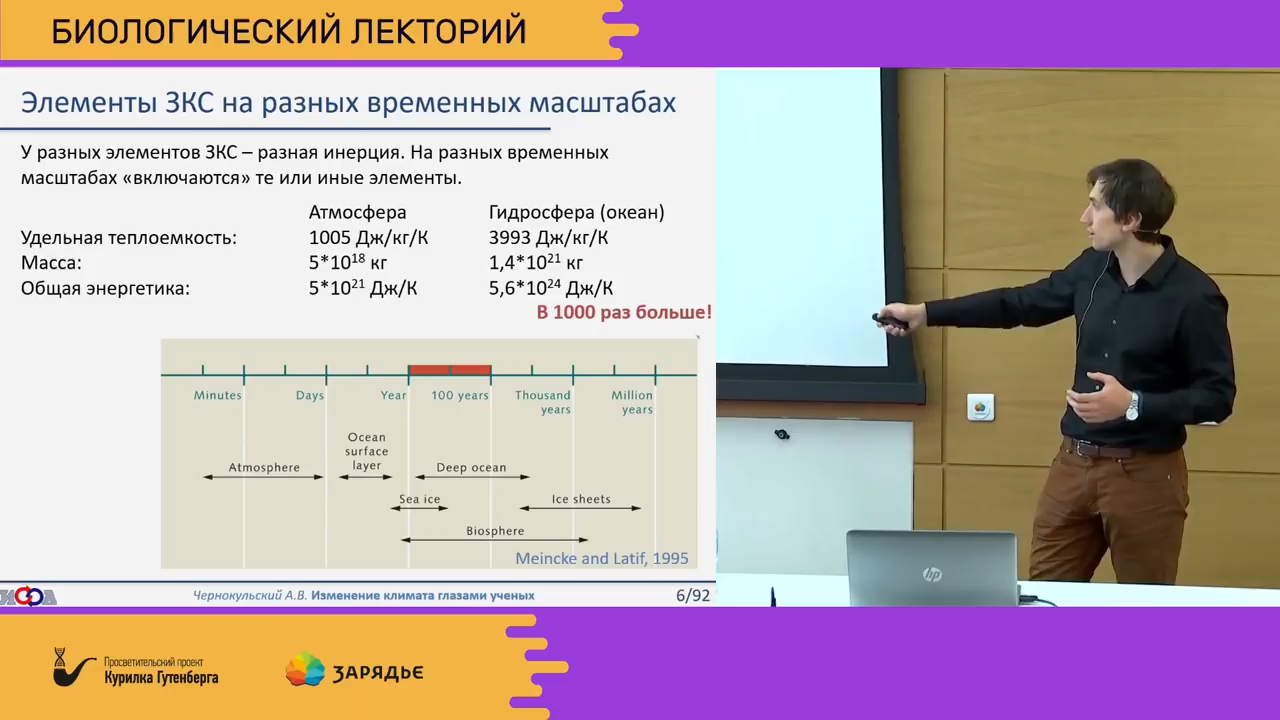 БИОЛОГИЧЕСКИЙ ЛЕКТОРИЙ
Элементы ЗКС на разных временных масштабах
У разных элементов ЗКС – разная инерция. На разных временных
масштабах «включаются» те или иные элементы.
Атмосфера Гидросфера (океан)
Удельная теплоемкость: 1005 Дж/кг/К 3993 Дж/кг/К
Масса: 5*10¹⁸ кг 1,4*10²¹ кг
Общая энергетика: 5*10²¹ Дж/К 5,6*10²⁴ Дж/К
В 1000 раз больше!
Minutes Days Year 100 years Thousand years Million years
Ocean
surface
layer
Atmosphere Deep ocean
Sea ice Ice sheets
Biosphere
Meincke and Latif, 1995
ИФА
Чернокульский А.В. Изменение климата глазами ученых 6/92
hp
Просветительский проект
Курилка Гутенберга
ЗАРЯДЬЕ